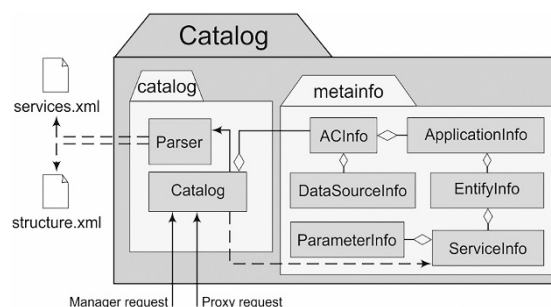 Catalog
catalog
metainfo
services.xml
structure.xml
Parser
Catalog
ACInfo
ApplicationInfo
DataSourceInfo
EntifyInfo
ParameterInfo
ServiceInfo
Manager request
Proxy request